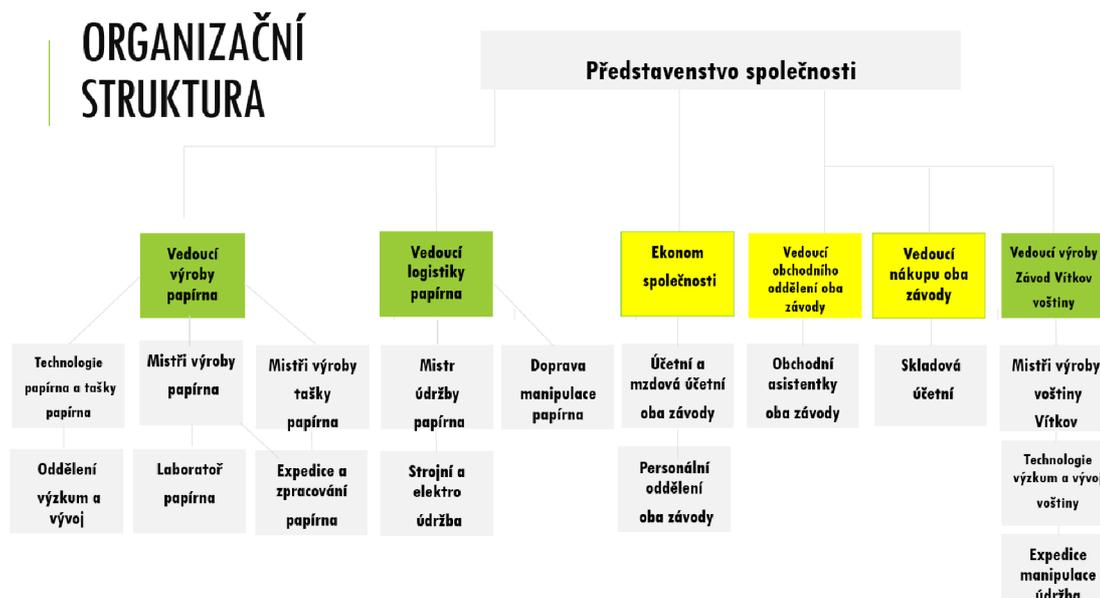 ORGANIZAČNÍ
STRUKTURA
Představenstvo společnosti
Vedoucí
výroby
papírna
Vedoucí
logistiky
papírna
Ekonom
společnosti
Vedoucí
obchodního
oddělení oba
závody
Vedoucí
nákupu oba
závody
Vedoucí výroby
Závod Vítkov
voštiny
Technologie
papírna a tašky
papírna
Mistři výroby
papírna
Mistři výroby
tašky
papírna
Mistr
údržby
papírna
Doprava
manipulace
papírna
Účetní a
mzdová účetní
oba závody
Obchodní
asistentky
oba závody
Skladová
účetní
Mistři výroby
voštiny
Vítkov
Oddělení
výzkum a
vývoj
Laboratoř
papírna
Expedice a
zpracování
papírna
Strojní a
elektro
údržba
Personální
oddělení
oba závody
Technologie
výzkum a vývoj
voštiny
Expedice
manipulace
údržba